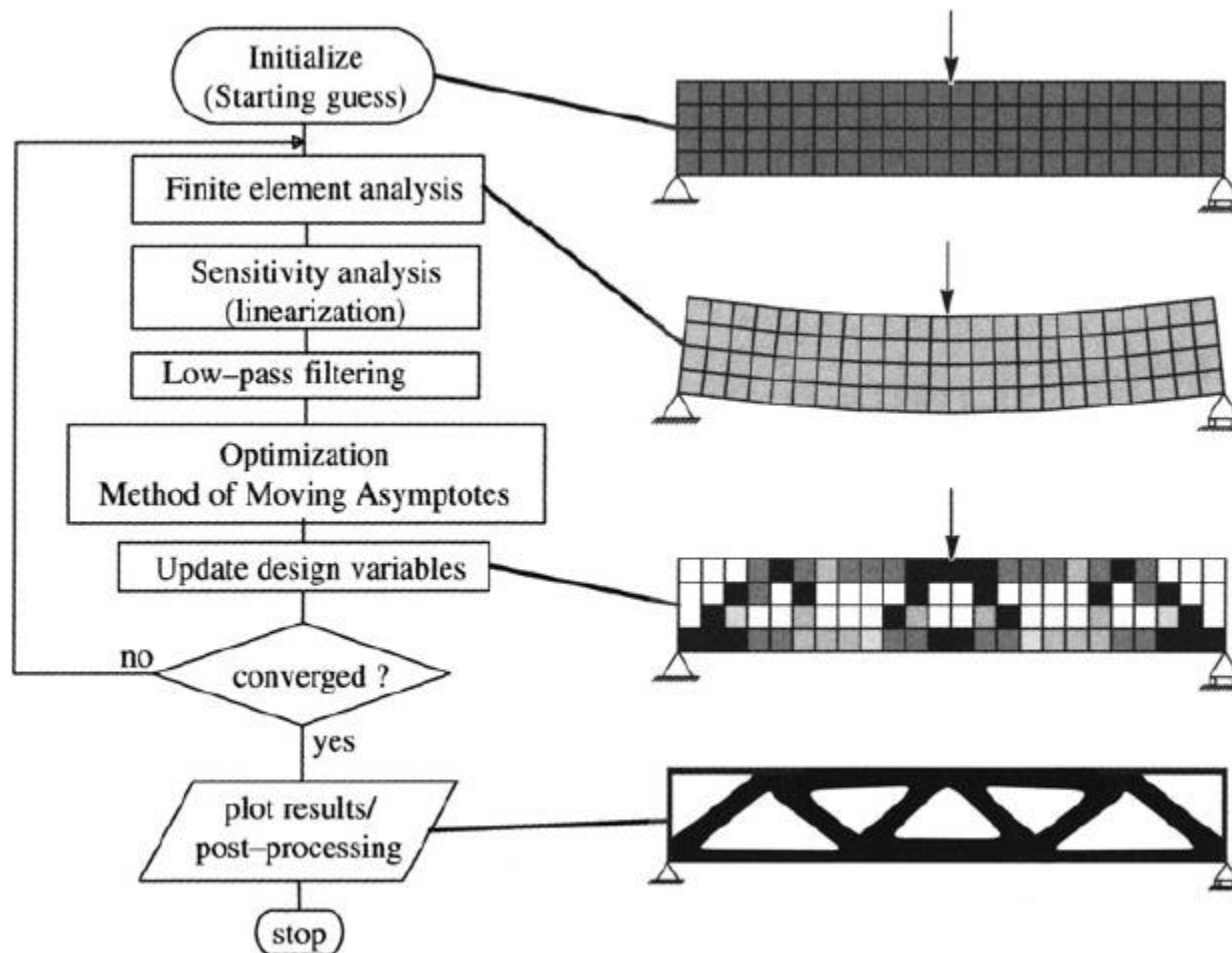 Initialize
(Starting guess)
Finite element analysis
Sensitivity analysis
(linearization)
Low–pass filtering
Optimization
Method of Moving Asymptotes
Update design variables
no
converged ?
yes
plot results/
post–processing
stop